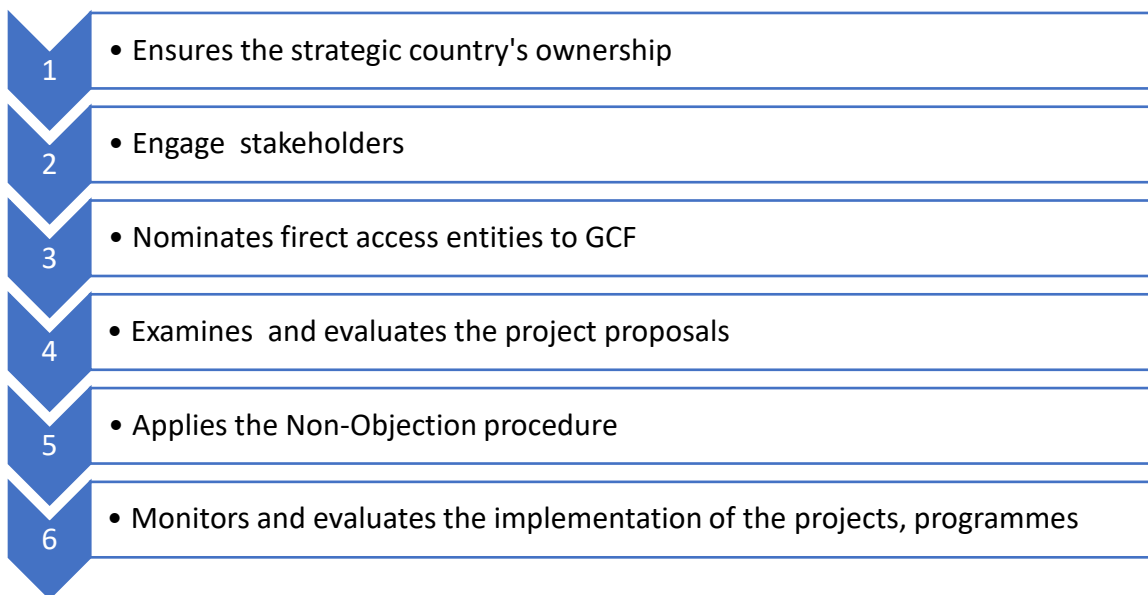 1
• Ensures the strategic country's ownership
2
• Engage  stakeholders
3
• Nominates firect access entities to GCF
4
• Examines  and evaluates the project proposals
5
• Applies the Non-Objection procedure
6
• Monitors and evaluates the implementation of the projects, programmes